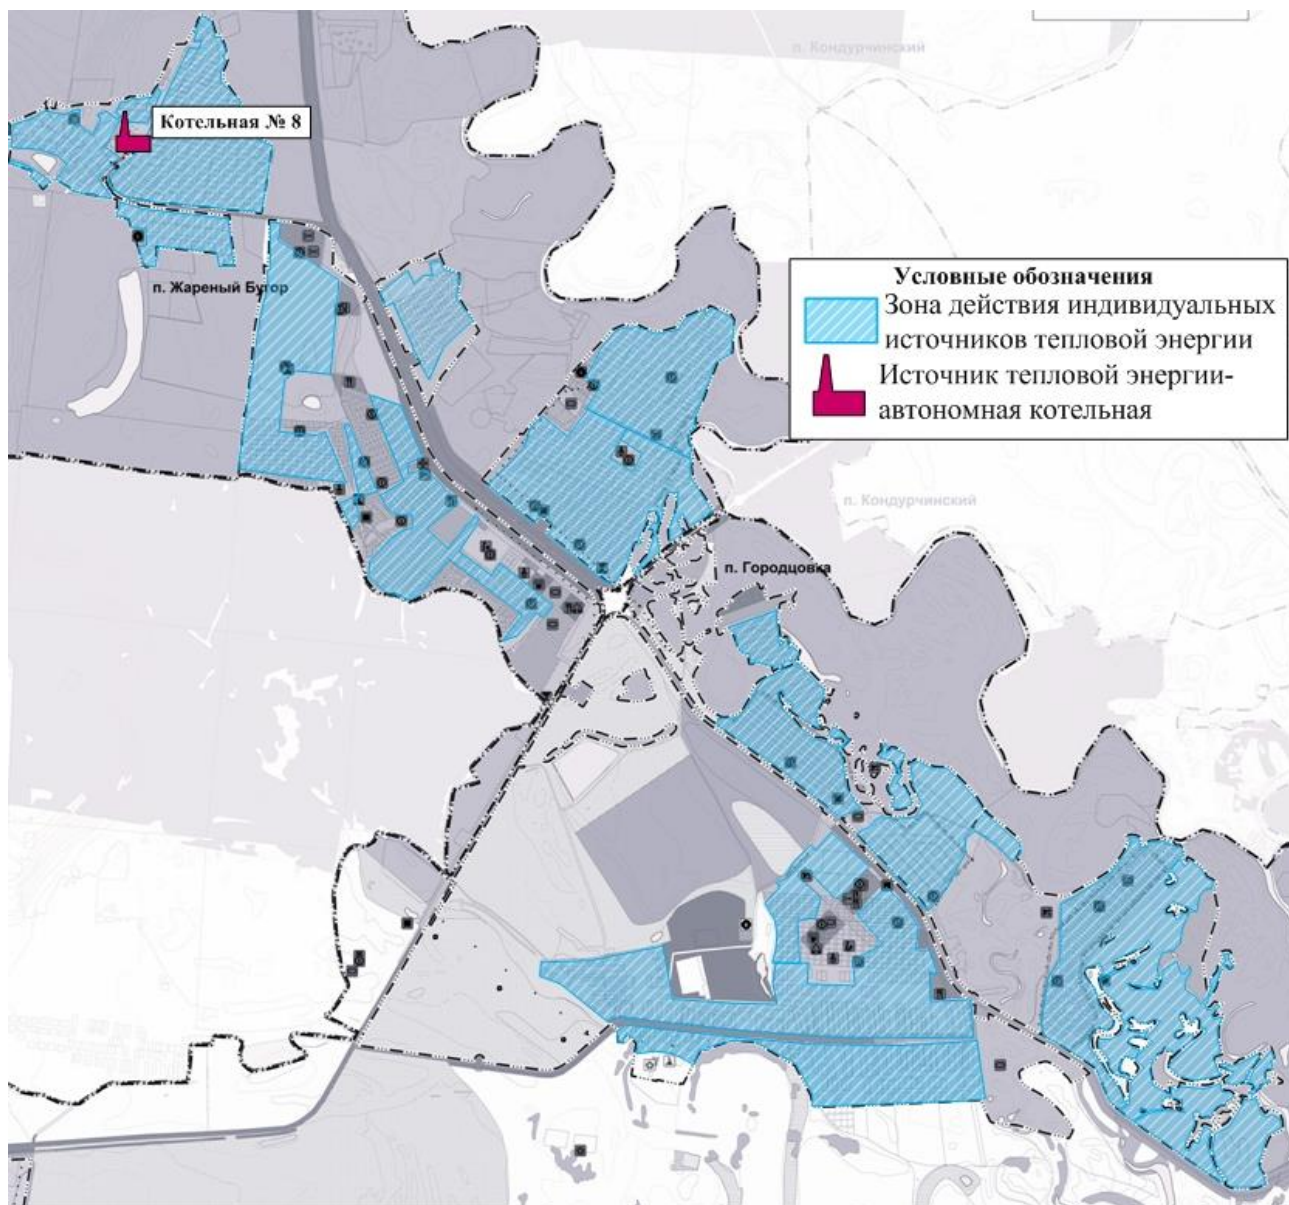 п. Кондурчинский
Котельная № 8
п. Жареный Бугор
Условные обозначения
Зона действия индивидуальных
источников тепловой энергии
Источник тепловой энергии-
автономная котельная
п. Кондурчинский
п. Городцовка